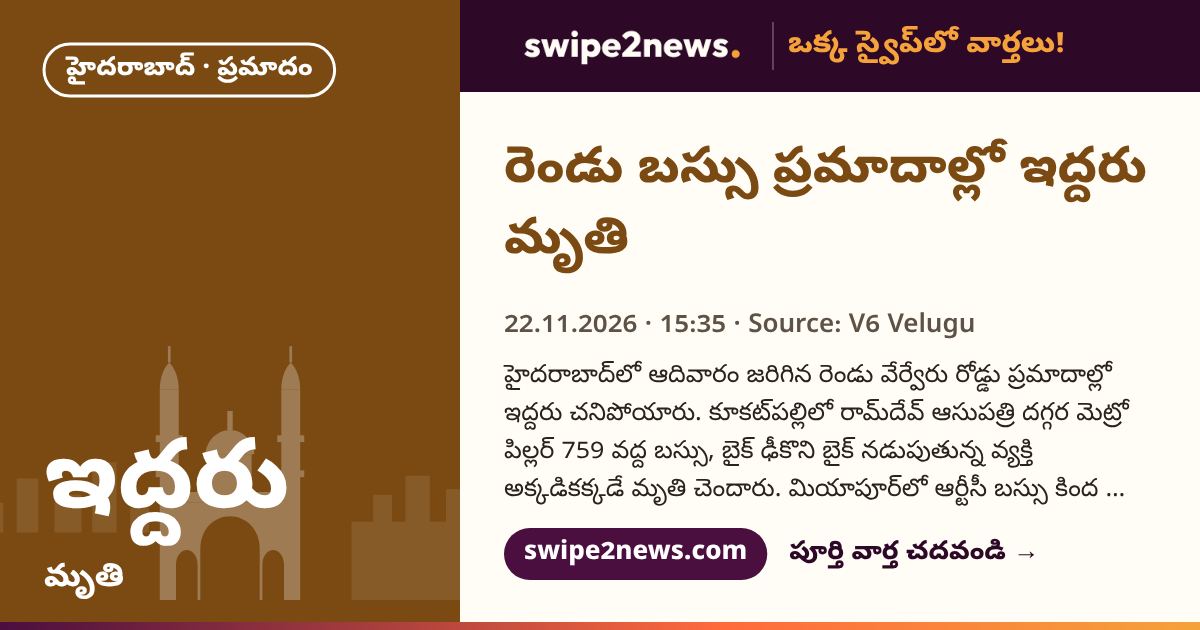 హైదరాబాద్ · ప్రమాదం
ఇద్దరు
మృతి
swipe2news.
ఒక్క స్వైప్‌లో వార్తలు!
రెండు బస్సు ప్రమాదాల్లో ఇద్దరు
మృతి
22.11.2026 · 15:35 · Source: V6 Velugu
హైదరాబాద్‌లో ఆదివారం జరిగిన రెండు వేర్వేరు రోడ్డు ప్రమాదాల్లో
ఇద్దరు చనిపోయారు. కూకట్‌పల్లిలో రామ్‌దేవ్ ఆసుపత్రి దగ్గర మెట్రో
పిల్లర్ 759 వద్ద బస్సు, బైక్ ఢీకొని బైక్ నడుపుతున్న వ్యక్తి
అక్కడికక్కడే మృతి చెందారు. మియాపూర్‌లో ఆర్టీసీ బస్సు కింద ...
swipe2news.com
పూర్తి వార్త చదవండి →